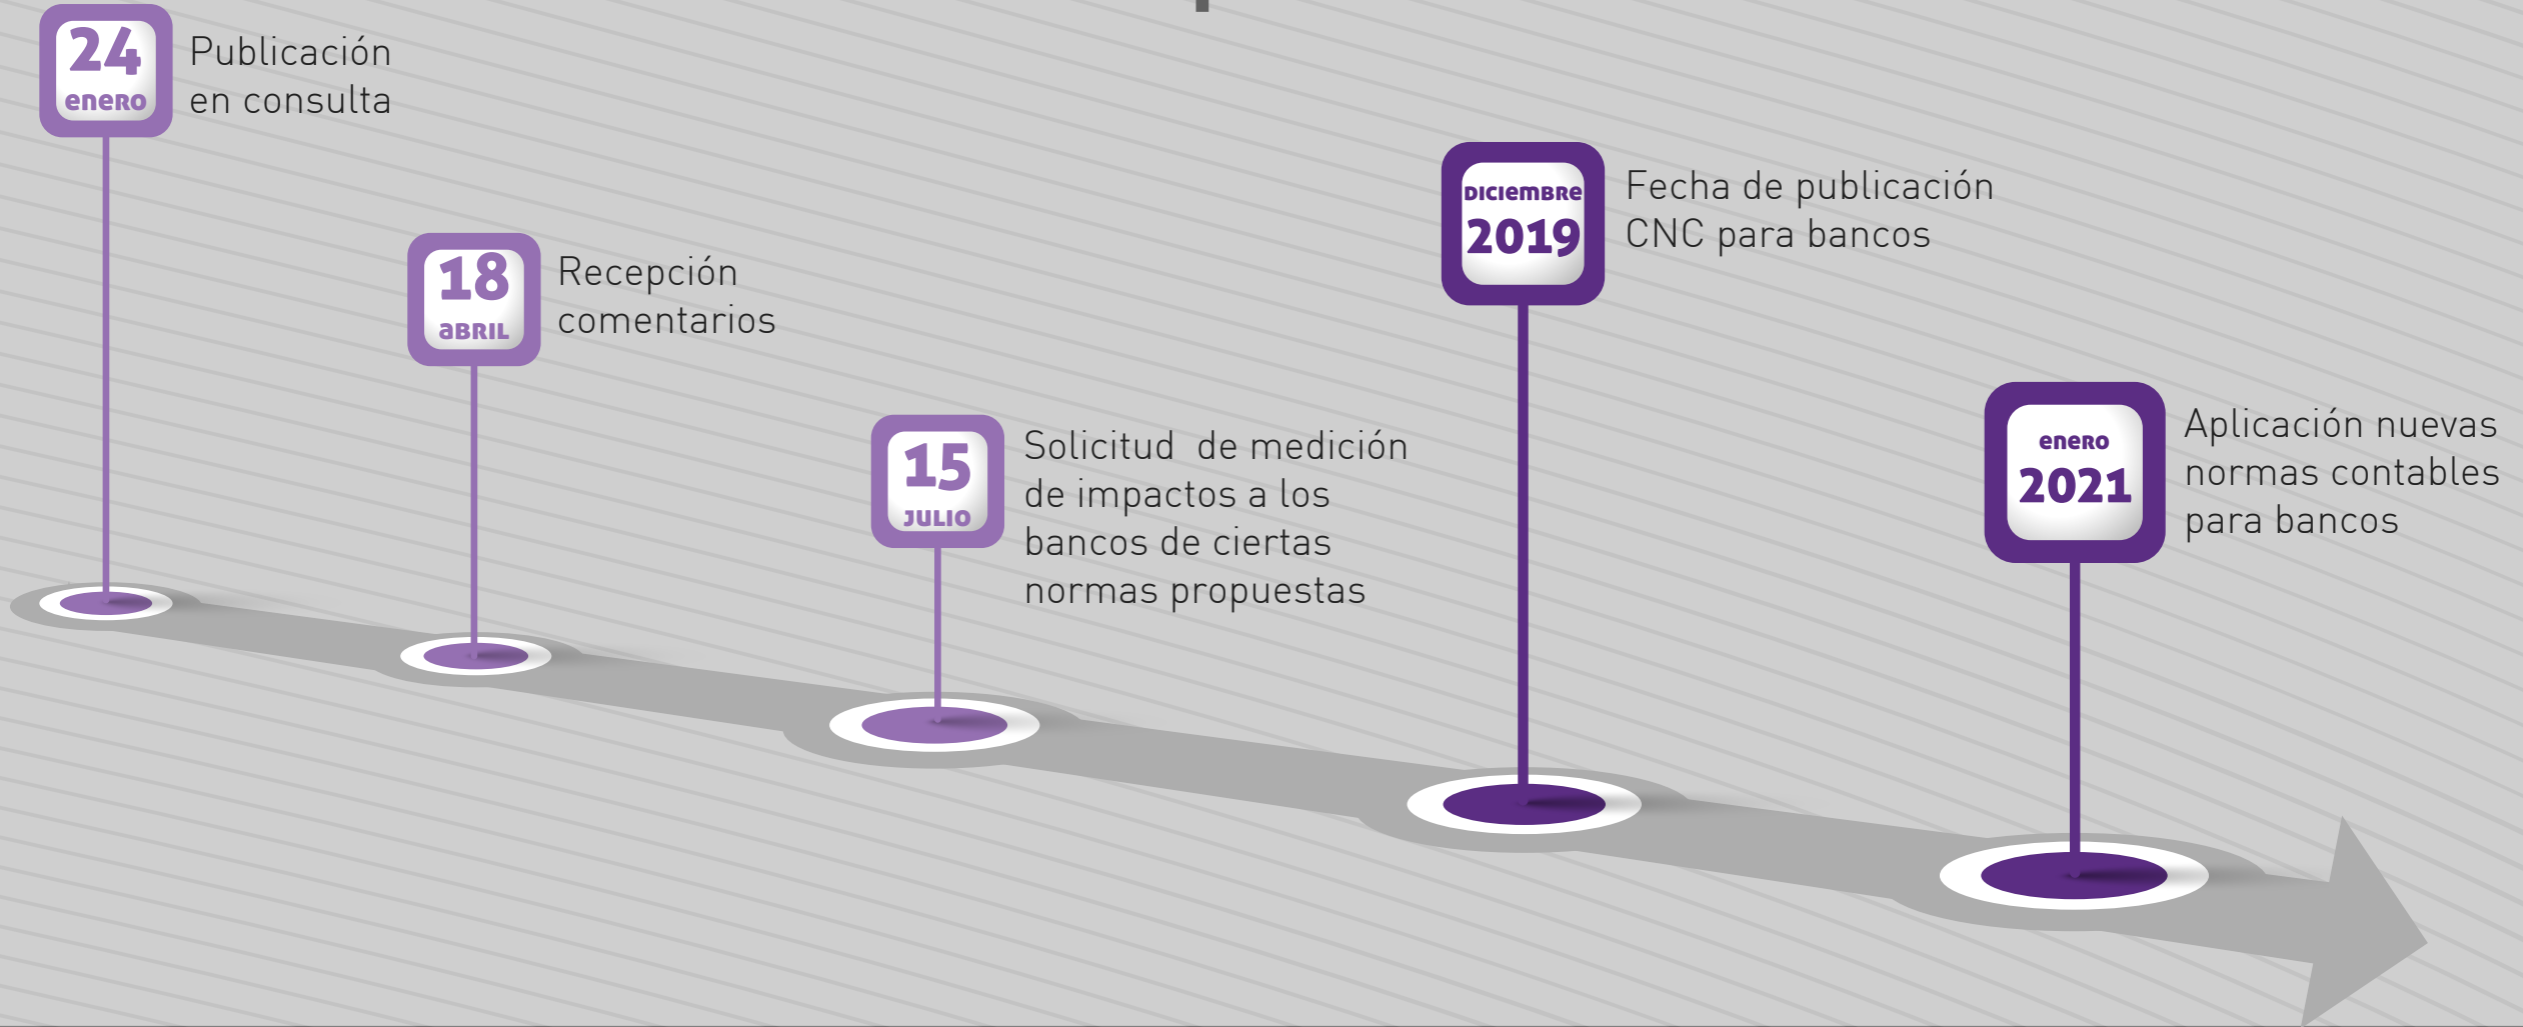 24
enero
Publicación
en consulta
18
abril
Recepción
comentarios
15
julio
Solicitud de medición
de impactos a los
bancos de ciertas
normas propuestas
diciembre
2019
Fecha de publicación
CNC para bancos
enero
2021
Aplicación nuevas
normas contables
para bancos